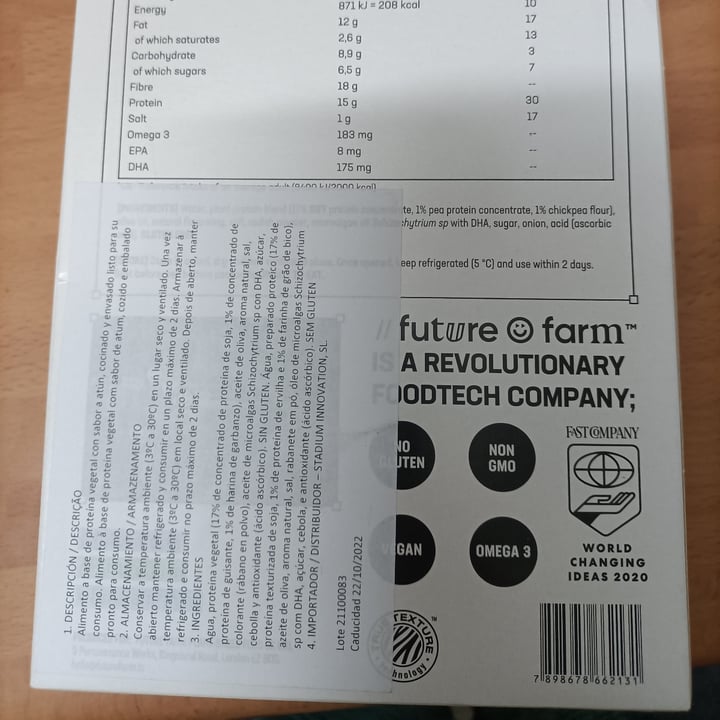 Energy 871 kJ = 208 kcal 10
Fat 12 g 17
of which saturates 2,6 g 13
Carbohydrate 8,9 g 3
of which sugars 6,5 g 7
Fibre 18 g --
Protein 15 g 30
Salt 1 g 17
Omega 3 183 mg --
EPA 8 mg --
DHA 175 mg --
te, 1% pea protein concentrate, 1% chickpea flour),
chytrium sp with DHA, sugar, onion, acid (ascorbic
eep refrigerated (5 °C) and use within 2 days.
1. DESCRIPCIÓN / DESCRIÇÃO
Alimento a base de proteína vegetal con sabor a atún, cocinado y envasado listo para su
consumo. Alimento à base de proteína vegetal com sabor de atum, cozido e embalado
pronto para consumo.
2. ALMACENAMIENTO / ARMAZENAMENTO
Conservar a temperatura ambiente (3ºC a 30ºC) en un lugar seco y ventilado. Una vez
abierto mantener refrigerado y consumir en un plazo máximo de 2 días. Armazenar à
temperatura ambiente (3ºC a 30ºC) em local seco e ventilado. Depois de aberto, manter
refrigerado e consumir no prazo máximo de 2 dias.
3. INGREDIENTES
Agua, proteína vegetal (17% de concentrado de proteína de soja, 1% de concentrado de
proteína de guisante, 1% de harina de garbanzo), aceite de oliva, aroma natural, sal,
colorante (rábano en polvo), aceite de microalgas Schizochytrium sp con DHA, azúcar,
cebolla y antioxidante (ácido ascórbico). SIN GLUTEN. Água, preparado proteico (17% de
proteína texturizada de soja, 1% de proteína de ervilha e 1% de farinha de grão de bico),
azeite de oliva, aroma natural, sal, rabanete em pó, óleo de microalgas Schizochytrium
sp com DHA, açúcar, cebola, e antioxidante (ácido ascórbico). SEM GLUTEN
4. IMPORTADOR / DISTRIBUIDOR – STADIUM INNOVATION, SL
Lote 21100083
Caducidad 22/10/2022
// future farm™
IS A REVOLUTIONARY
FOODTECH COMPANY;
NO
GLUTEN
NON
GMO
VEGAN
OMEGA 3
FAST COMPANY
WORLD
CHANGING
IDEAS 2020
TRUE TEXTURE
Technology
™
7 898678 662131